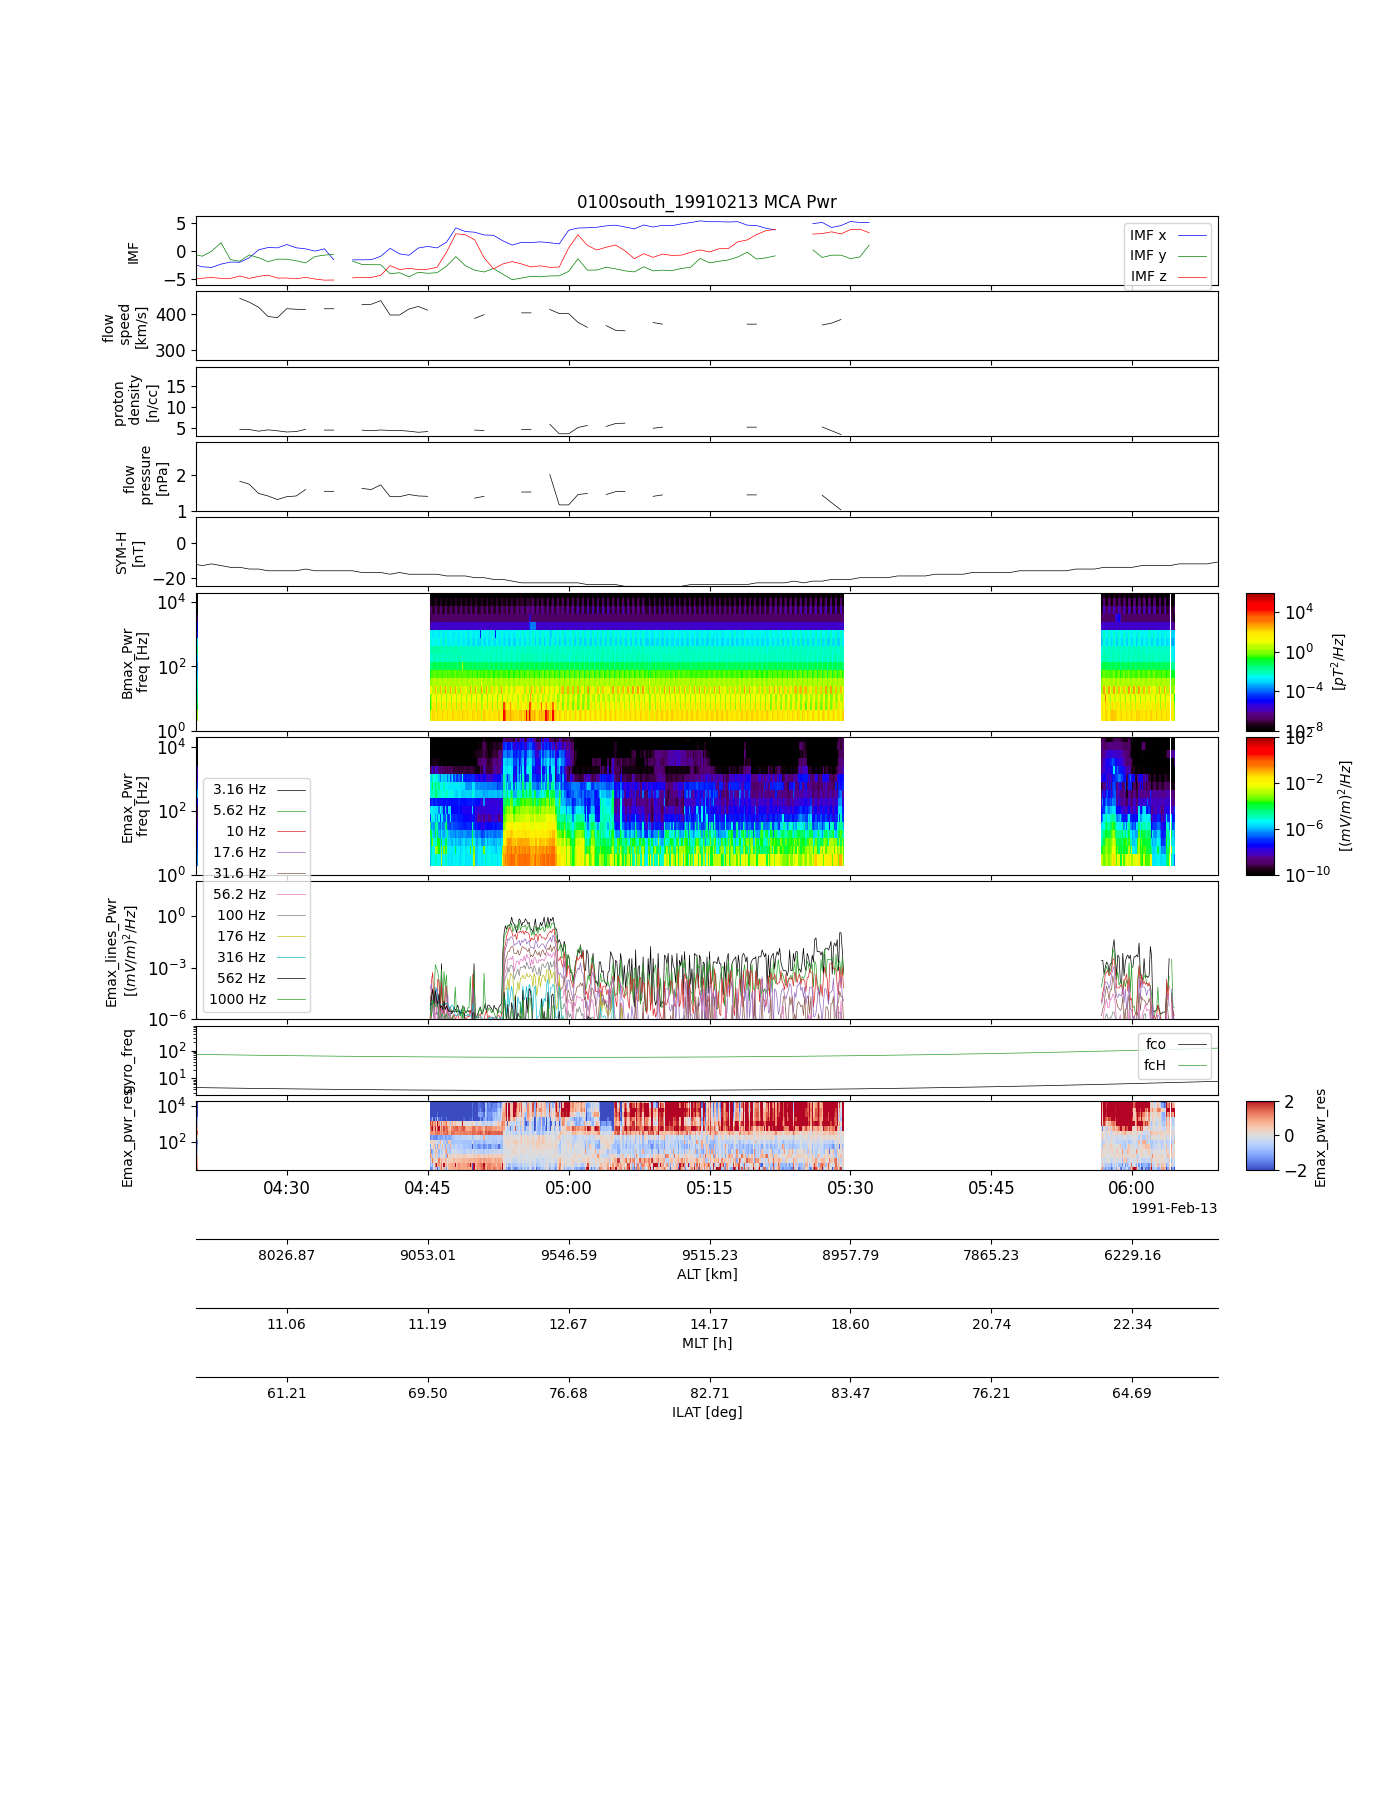 0100south_19910213 MCA Pwr
IMF
5
0
−5
IMF x
IMF y
IMF z
flow
speed
[km/s]
400
300
proton
density
[n/cc]
15
10
5
flow
pressure
[nPa]
2
1
SYM-H
[nT]
0
−20
Bmax_Pwr
freq [Hz]
10^4
10^2
10^0
10^4
10^0
10^−4
10^−8
[pT^2/Hz]
Emax_Pwr
freq [Hz]
10^4
10^2
10^0
10^2
10^−2
10^−6
10^−10
[(mV/m)^2/Hz]
3.16 Hz
5.62 Hz
10 Hz
17.6 Hz
31.6 Hz
56.2 Hz
100 Hz
176 Hz
316 Hz
562 Hz
1000 Hz
Emax_lines_Pwr
[(mV/m)^2/Hz]
10^0
10^−3
10^−6
gyro_freq
10^2
10^1
fco
fcH
Emax_pwr_res
10^4
10^2
2
0
−2
Emax_pwr_res
04:30 04:45 05:00 05:15 05:30 05:45 06:00
1991-Feb-13
8026.87 9053.01 9546.59 9515.23 8957.79 7865.23 6229.16
ALT [km]
11.06 11.19 12.67 14.17 18.60 20.74 22.34
MLT [h]
61.21 69.50 76.68 82.71 83.47 76.21 64.69
ILAT [deg]